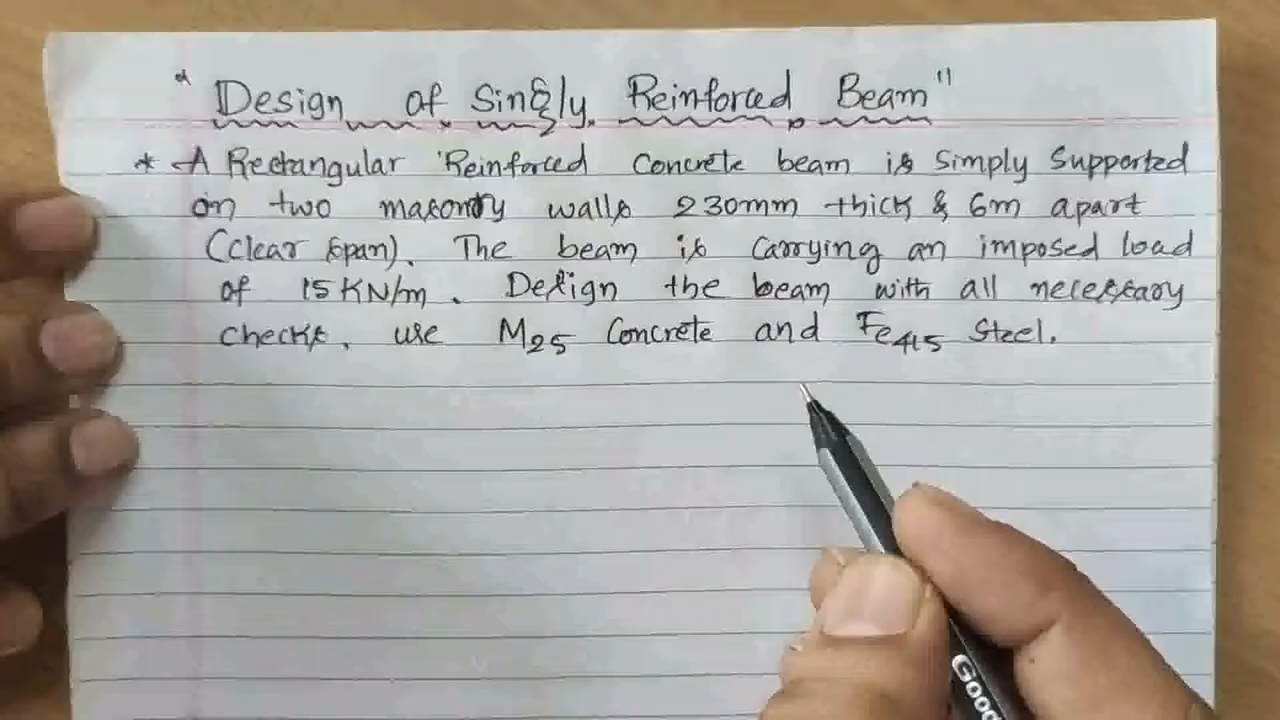 " Design of Singly Reinforced Beam"
* A Rectangular Reinforced Concrete beam is Simply Supported
on two masonry walls 230mm thick & 6m apart
(Clear span). The beam is carrying an imposed load
of 15KN/m. Design the beam with all necessary
checks. use M25 Concrete and Fe415 Steel.
Good